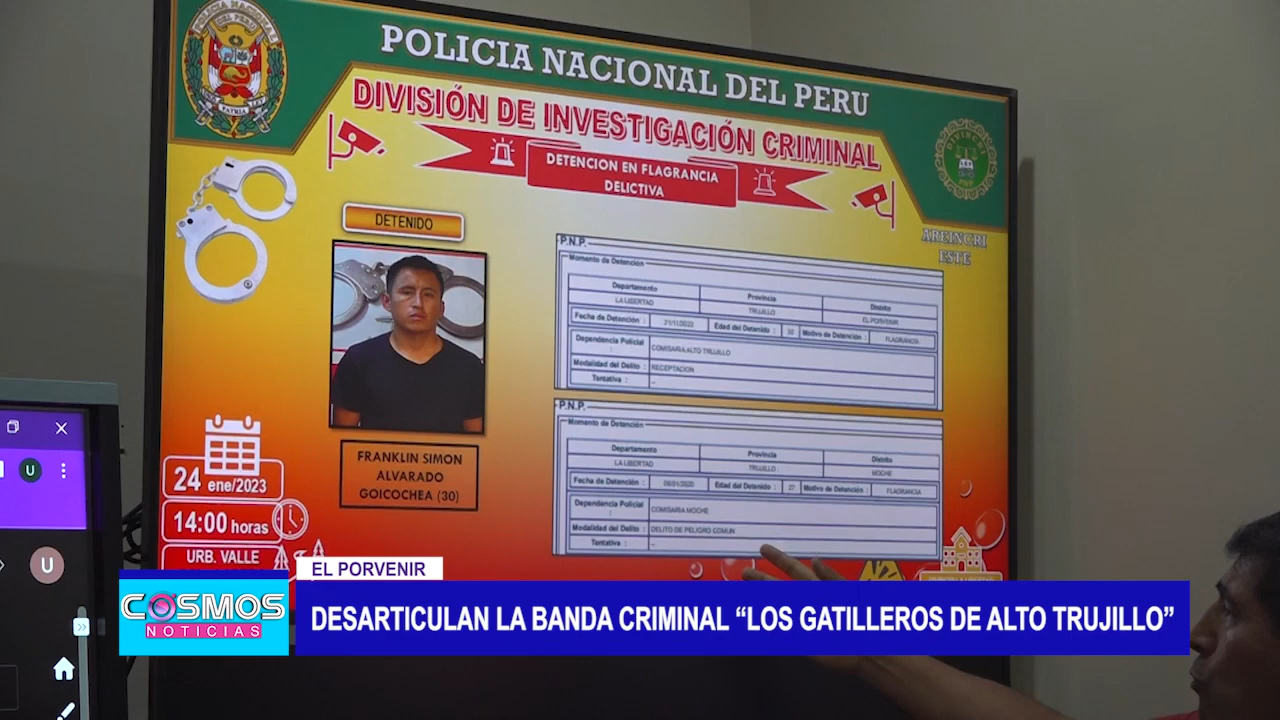 POLICIA NACIONAL DEL PERU
DIVISIÓN DE INVESTIGACIÓN CRIMINAL
DETENCION EN FLAGRANCIA
DELICTIVA
AREINCRI
ESTE
DETENIDO
FRANKLIN SIMON
ALVARADO
GOICOCHEA (30)
24 ene/2023
14:00 horas
URB. VALLE
P.N.P.
Momento de Detención
Departamento Provincia Distrito
LA LIBERTAD TRUJILLO EL PORVENIR
Fecha de Detención : 21/11/2022 Edad del Detenido : 30 Motivo de Detención : FLAGRANCIA
Dependencia Policial : COMISARIA ALTO TRUJILLO
Modalidad del Delito : RECEPTACION
Tentativa : --
P.N.P.
Momento de Detención
Departamento Provincia Distrito
LA LIBERTAD TRUJILLO MOCHE
Fecha de Detención : Edad del Detenido : 27 Motivo de Detención : FLAGRANCIA
Dependencia Policial : COMISARIA MOCHE
Modalidad del Delito : DELITO DE PELIGRO COMUN
Tentativa : --
U
U
EL PORVENIR
COSMOS
NOTICIAS
DESARTICULAN LA BANDA CRIMINAL “LOS GATILLEROS DE ALTO TRUJILLO”